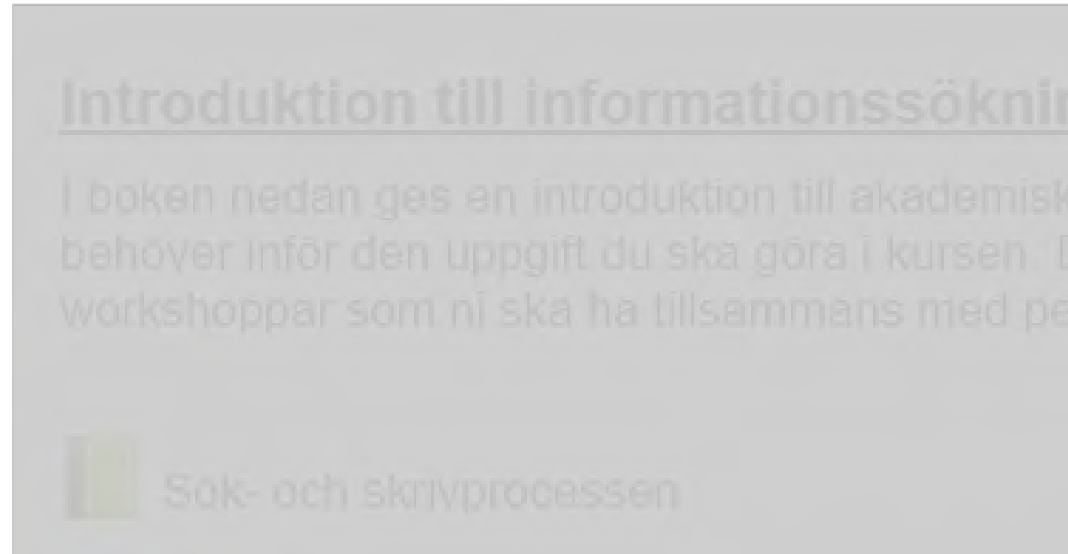 Introduktion till informationssökni
I boken nedan ges en introduktion till akademisk
behöver inför den uppgift du ska göra i kursen.
workshoppar som ni ska ha tillsammans med pe
Sök- och skrivprocessen